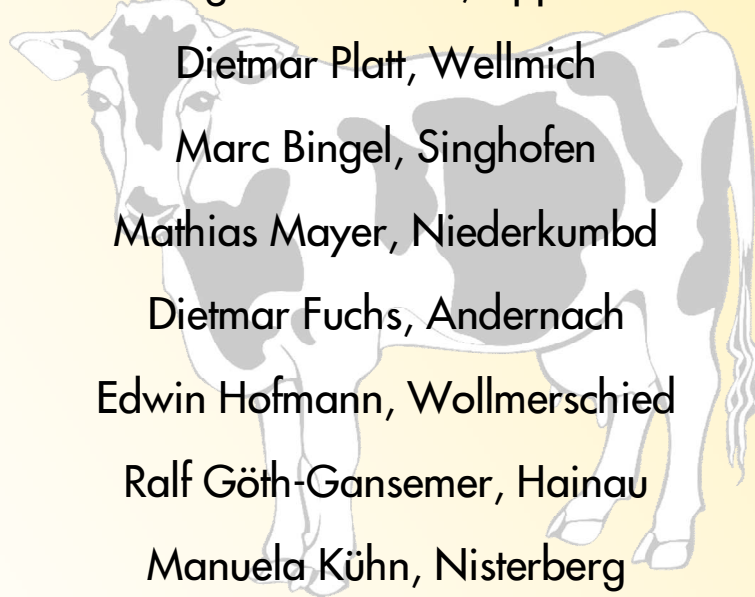 Dietmar Platt, Wellmich
Marc Bingel, Singhofen
Mathias Mayer, Niederkumbd
Dietmar Fuchs, Andernach
Edwin Hofmann, Wollmerschied
Ralf Göth-Gansemer, Hainau
Manuela Kühn, Nisterberg